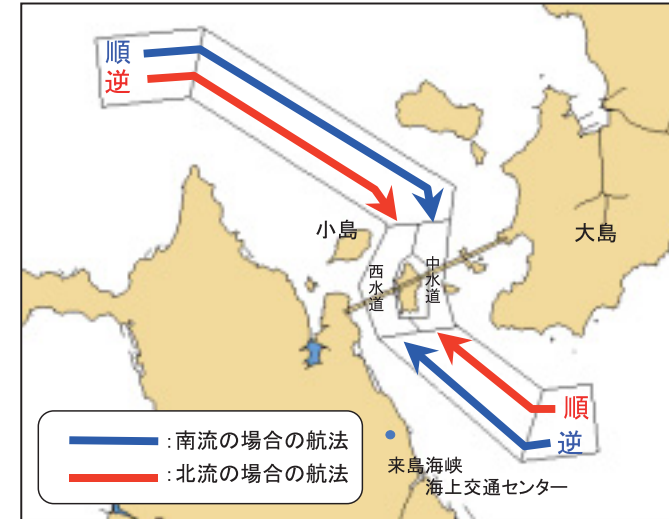 順
逆
小島
大島
西水道
中水道
順
逆
:南流の場合の航法
:北流の場合の航法
来島海峡
海上交通センター